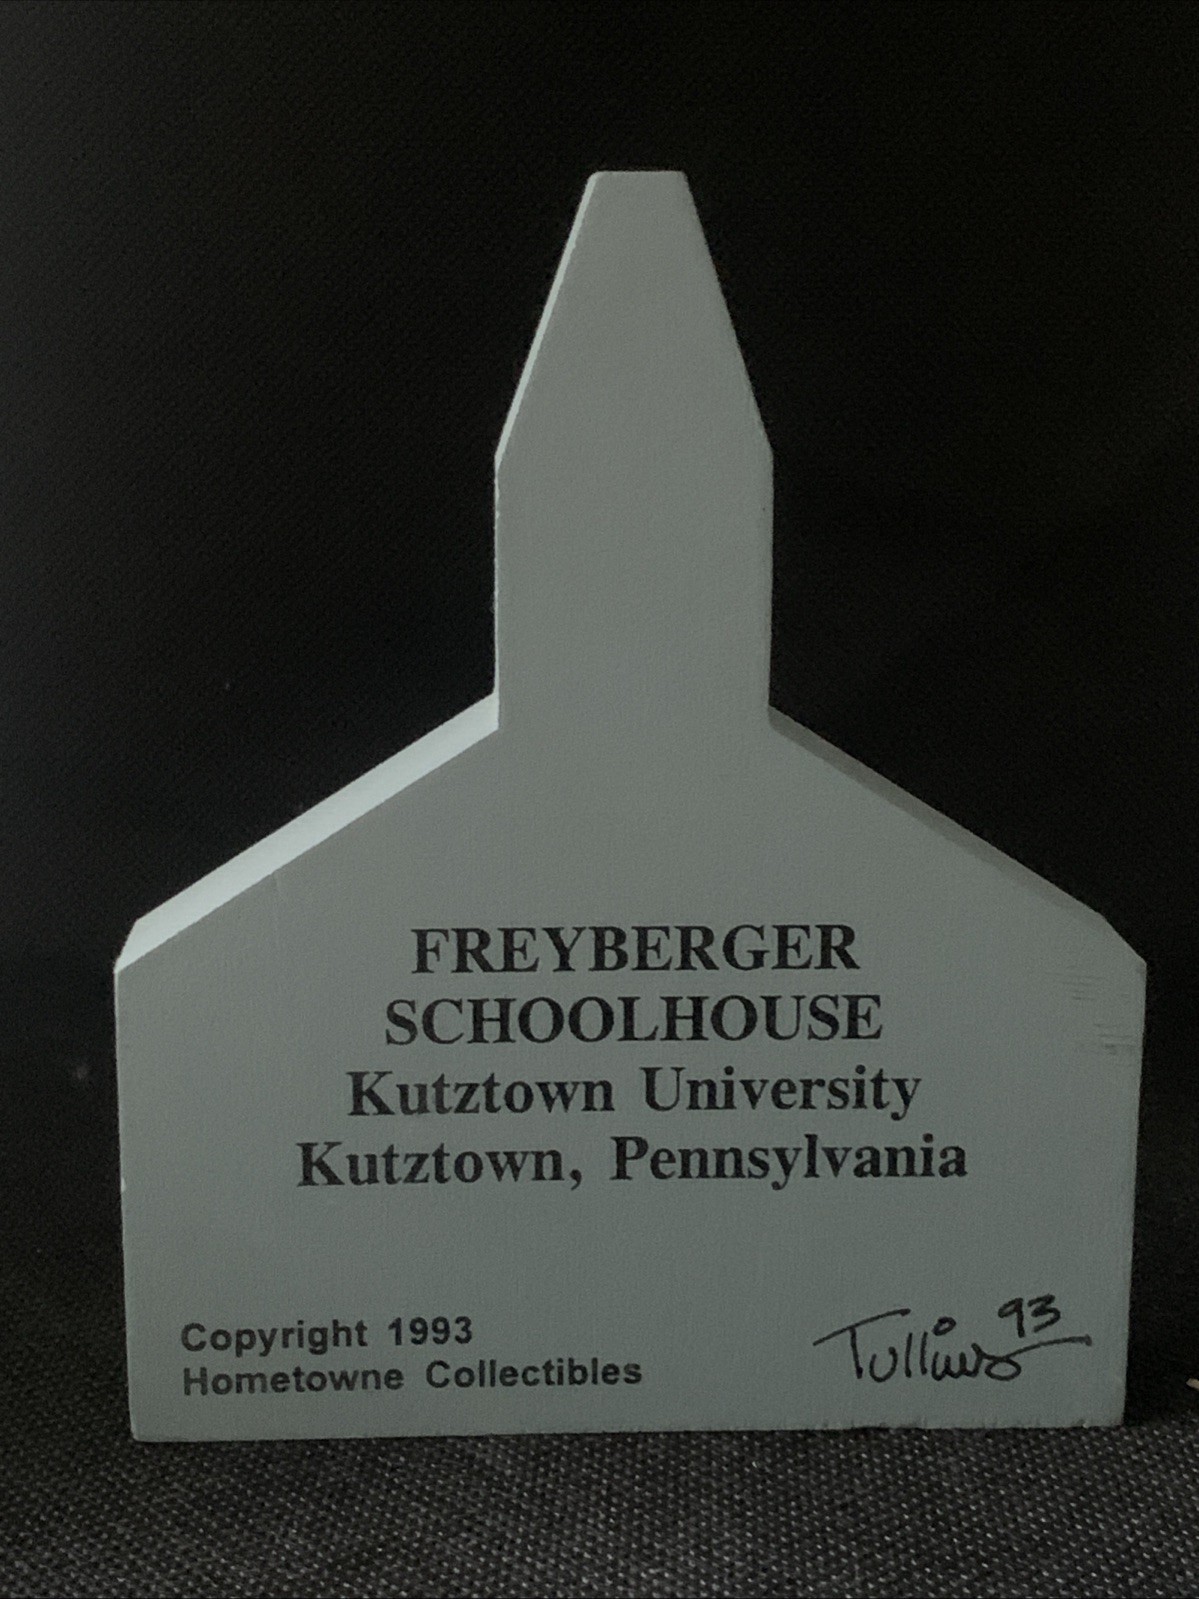 FREYBERGER
SCHOOLHOUSE
Kutztown University
Kutztown, Pennsylvania
Copyright 1993
Hometowne Collectibles
Tullius 93